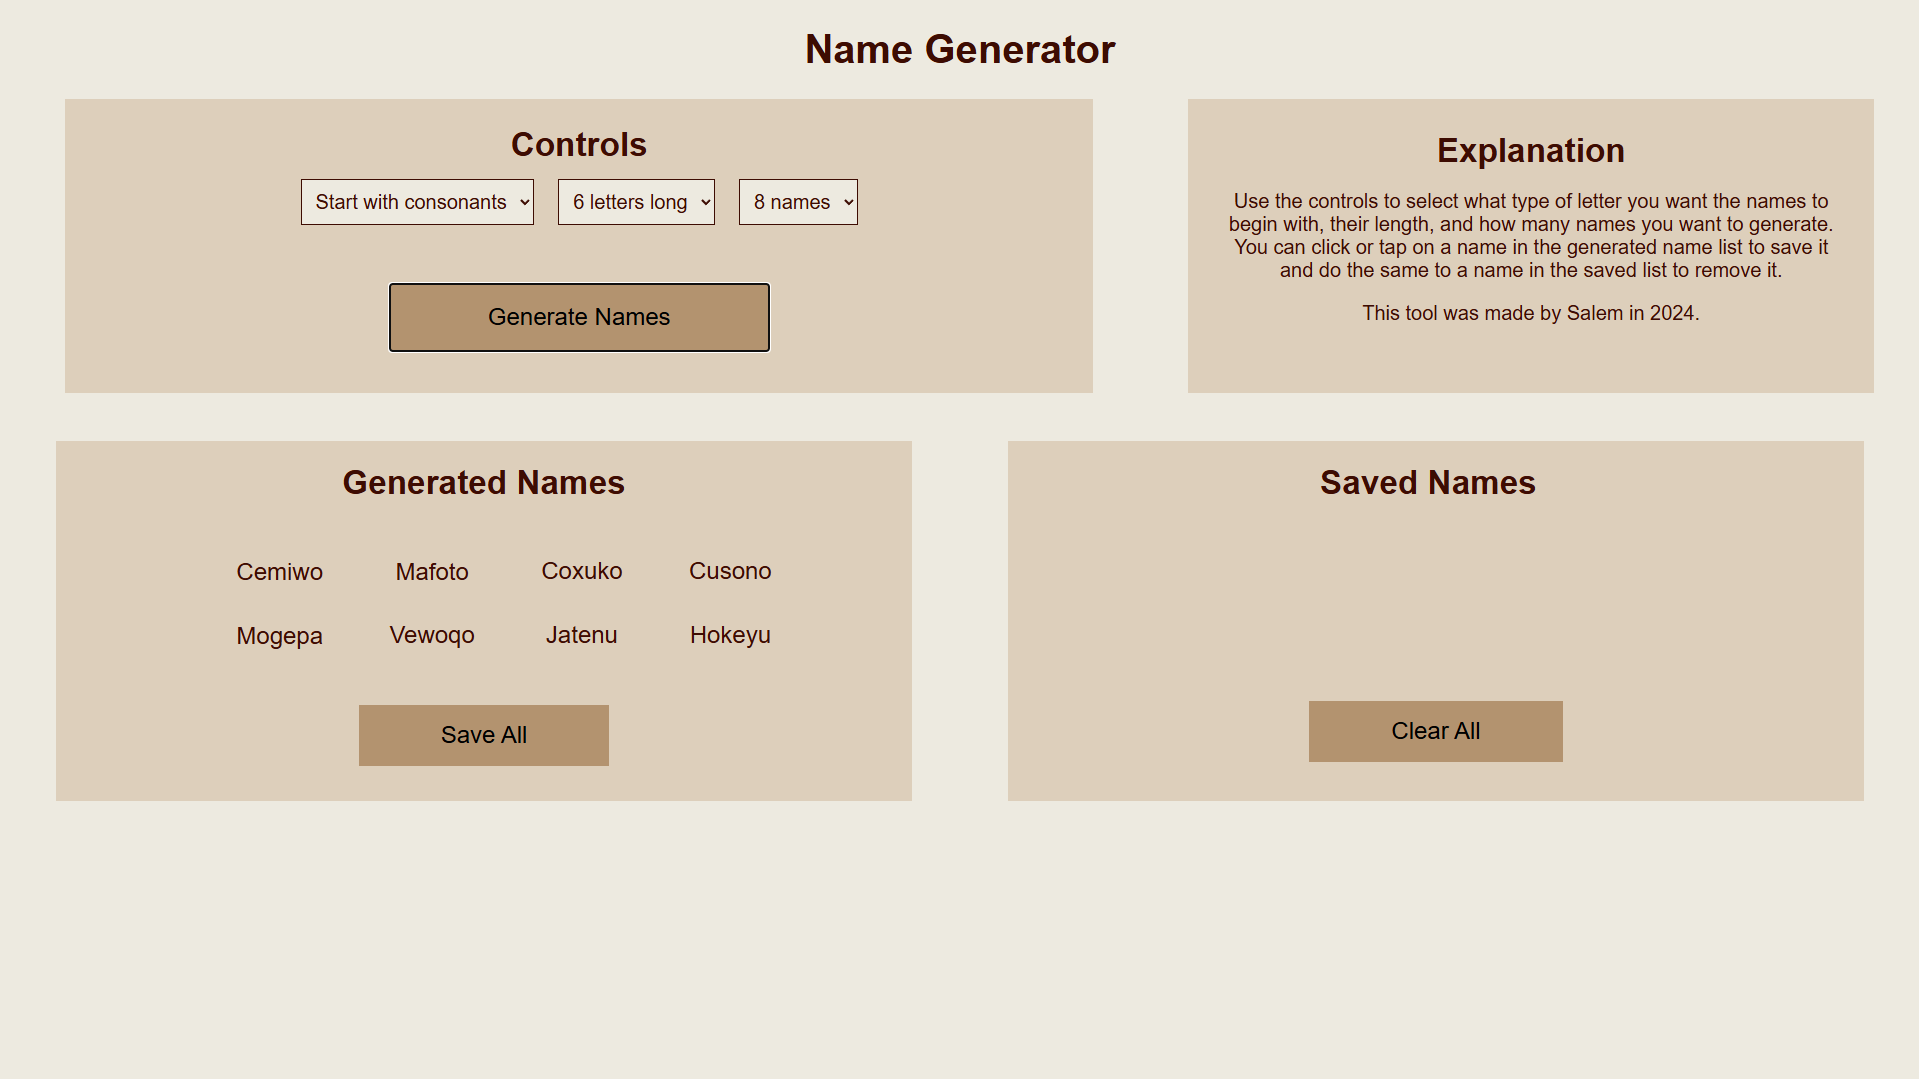 Name Generator
Controls
Start with consonants 6 letters long 8 names
Generate Names
Explanation
Use the controls to select what type of letter you want the names to
begin with, their length, and how many names you want to generate.
You can click or tap on a name in the generated name list to save it
and do the same to a name in the saved list to remove it.
This tool was made by Salem in 2024.
Generated Names
Cemiwo Mafoto Coxuko Cusono
Mogepa Vewoqo Jatenu Hokeyu
Save All
Saved Names
Clear All